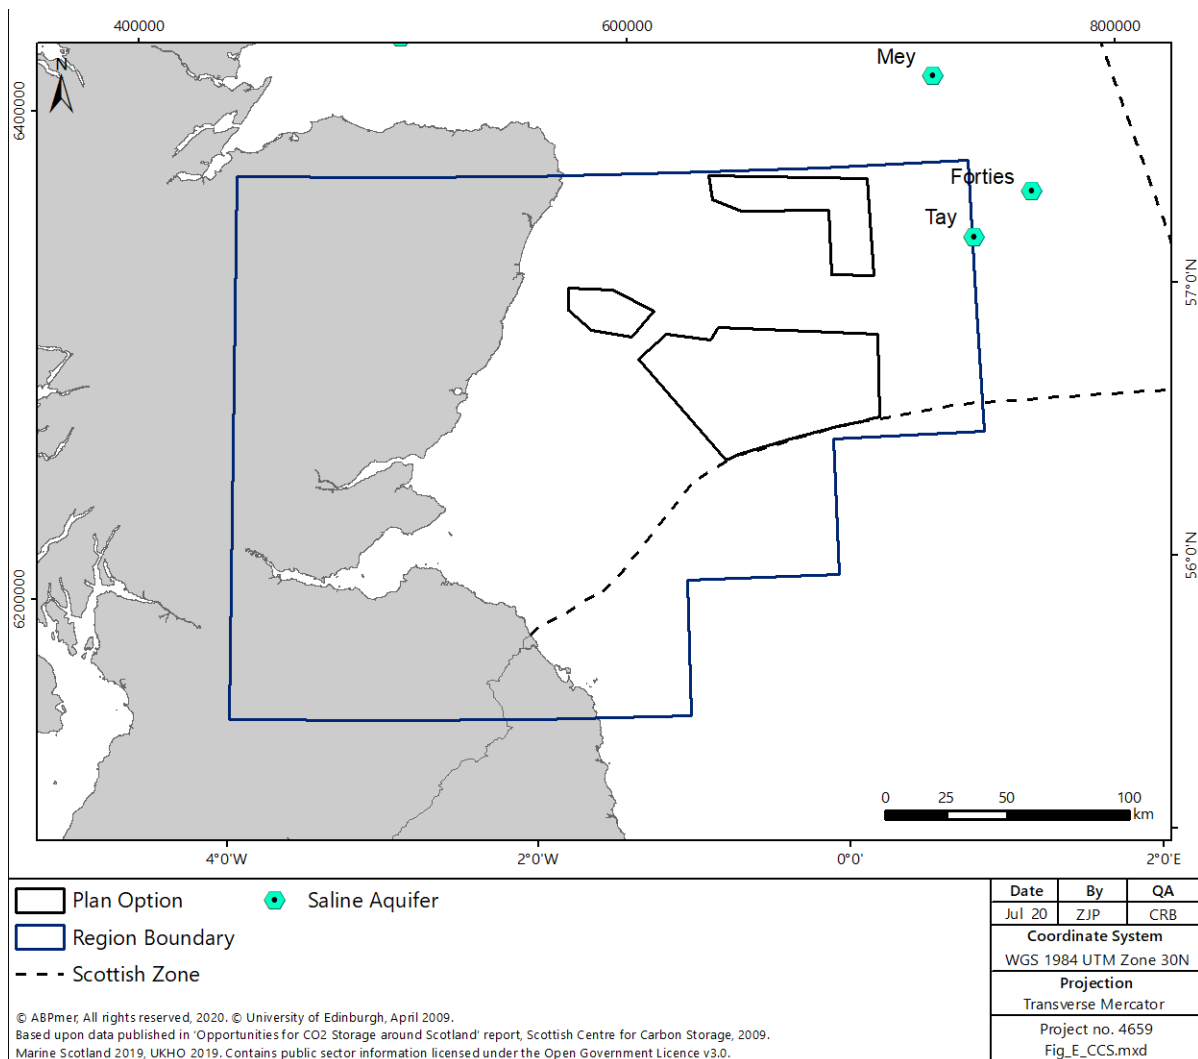 400000
600000
800000
N
Mey
6400000
Forties
Tay
57°0'N
56°0'N
6200000
0 25 50 100
km
4°0'W
2°0'W
0°0'
2°0'E
Plan Option
Saline Aquifer
Region Boundary
Scottish Zone
Date By QA
Jul 20 ZJP CRB
Coordinate System
WGS 1984 UTM Zone 30N
Projection
Transverse Mercator
Project no. 4659
Fig_E_CCS.mxd
© ABPmer, All rights reserved, 2020. © University of Edinburgh, April 2009.
Based upon data published in 'Opportunities for CO2 Storage around Scotland' report, Scottish Centre for Carbon Storage, 2009.
Marine Scotland 2019, UKHO 2019. Contains public sector information licensed under the Open Government Licence v3.0.